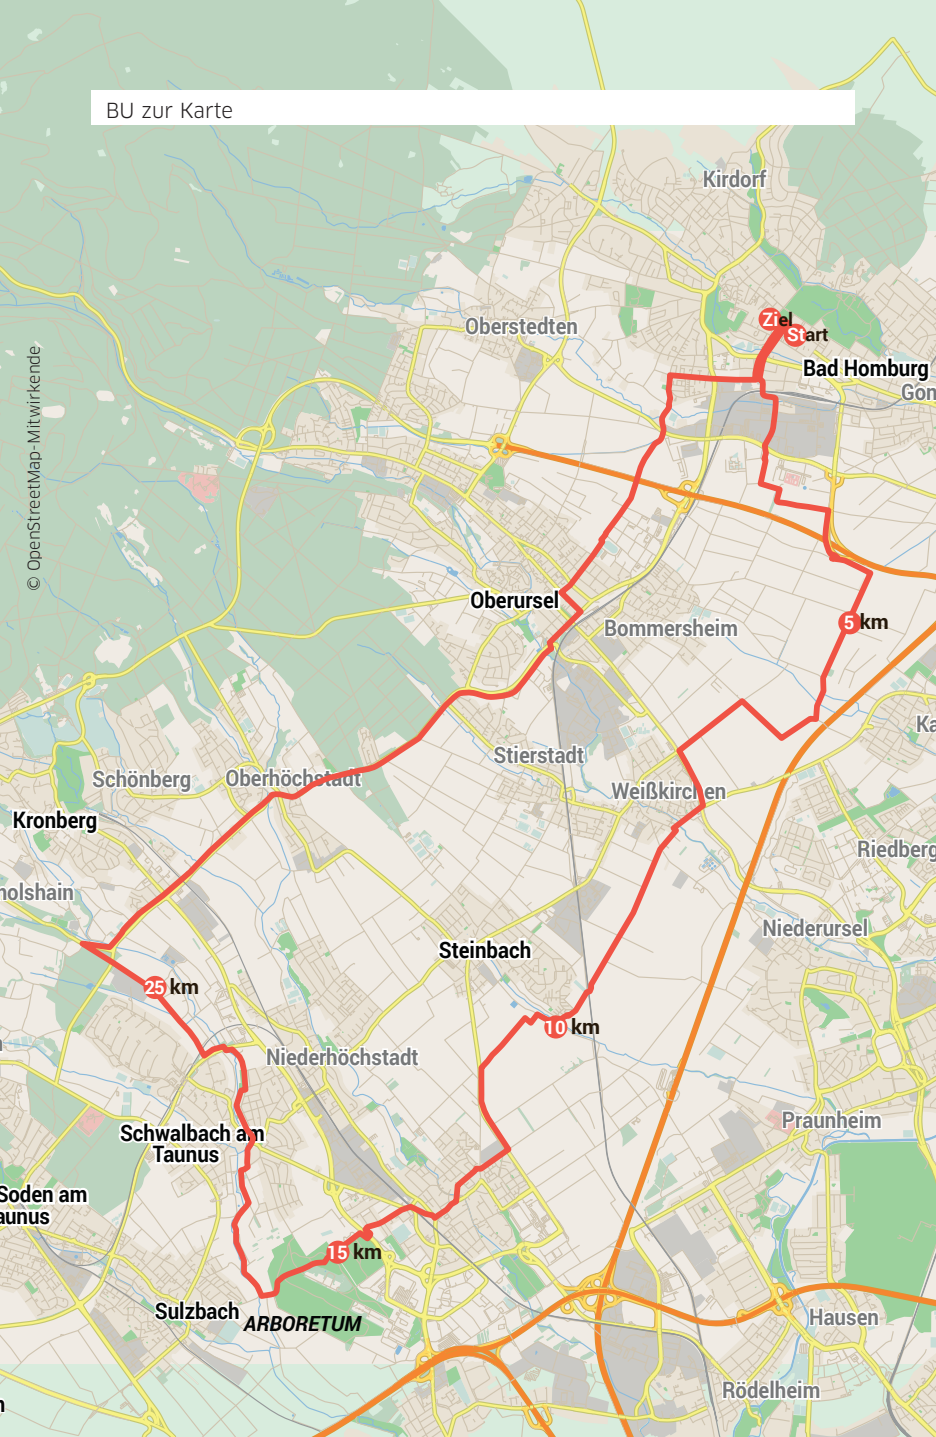 BU zur Karte
Kirdorf
Oberstedten
Ziel
Start
Bad Homburg
Gon
© OpenStreetMap-Mitwirkende
Oberursel
Bommersheim
5 km
Ka
Stierstadt
Schönberg
Oberhöchstadt
Weißkirchen
Kronberg
Riedberg
holshain
Niederursel
Steinbach
25 km
10 km
Niederhöchstadt
Praunheim
Schwalbach am
Taunus
Soden am
aunus
15 km
Sulzbach
ARBORETUM
Hausen
Rödelheim